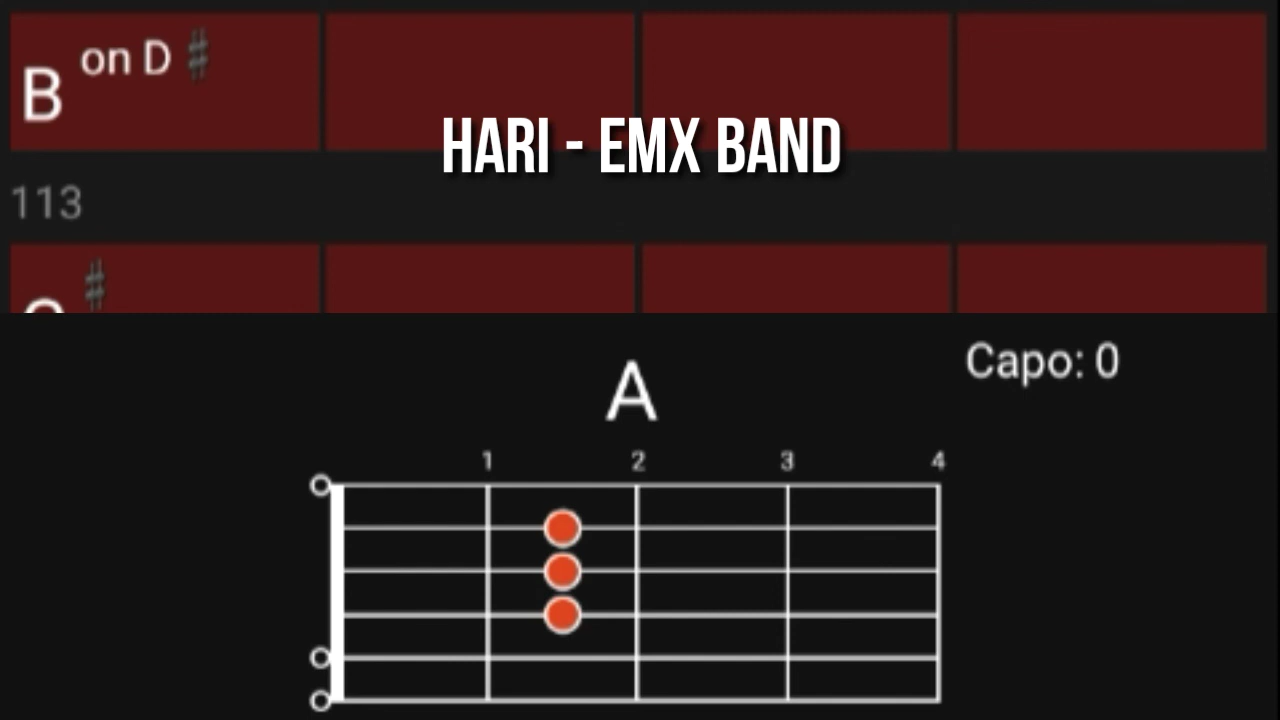 B on D ♯
HARI - EMX BAND
113
♯
Capo: 0
A
1 2 3 4